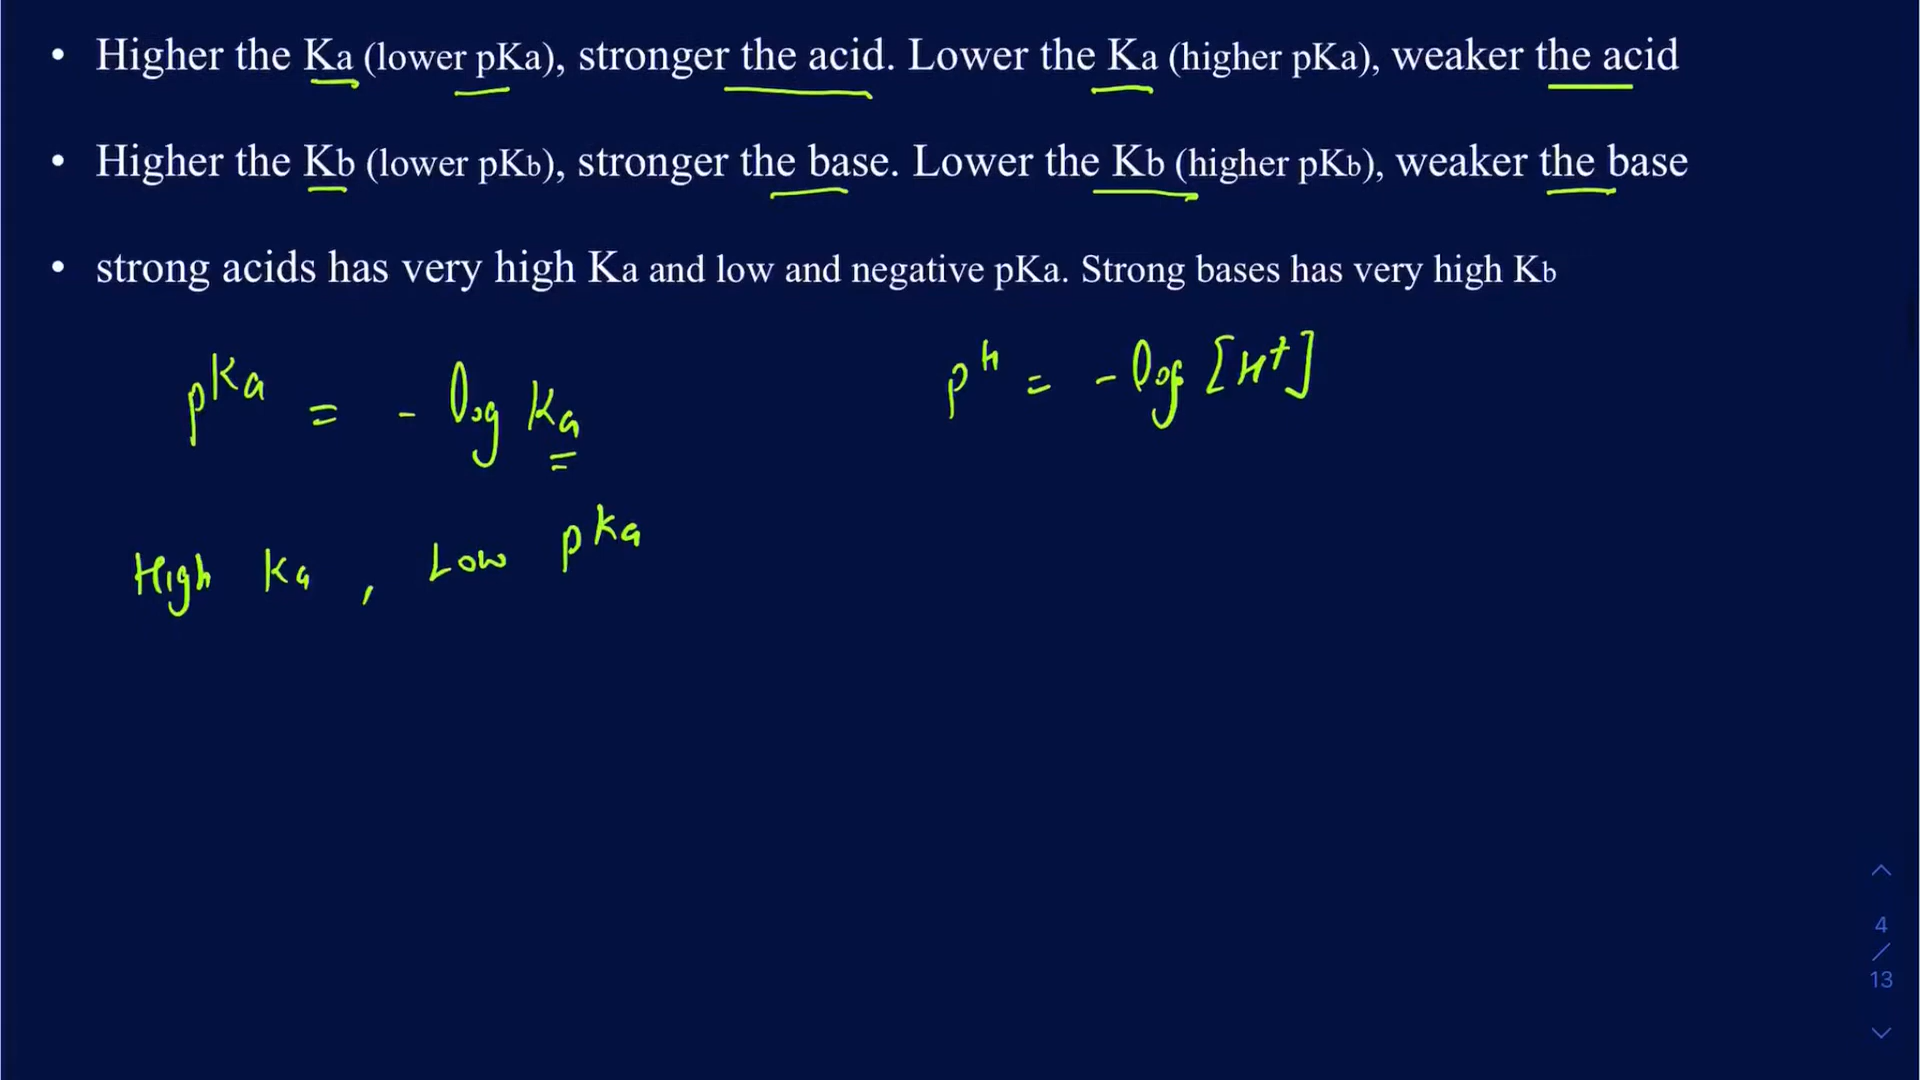 • Higher the Ka (lower pKa), stronger the acid. Lower the Ka (higher pKa), weaker the acid
• Higher the Kb (lower pKb), stronger the base. Lower the Kb (higher pKb), weaker the base
• strong acids has very high Ka and low and negative pKa. Strong bases has very high Kb
pKa = - log Ka
pH = - log [H+]
High Ka , Low pKa
4
/
13